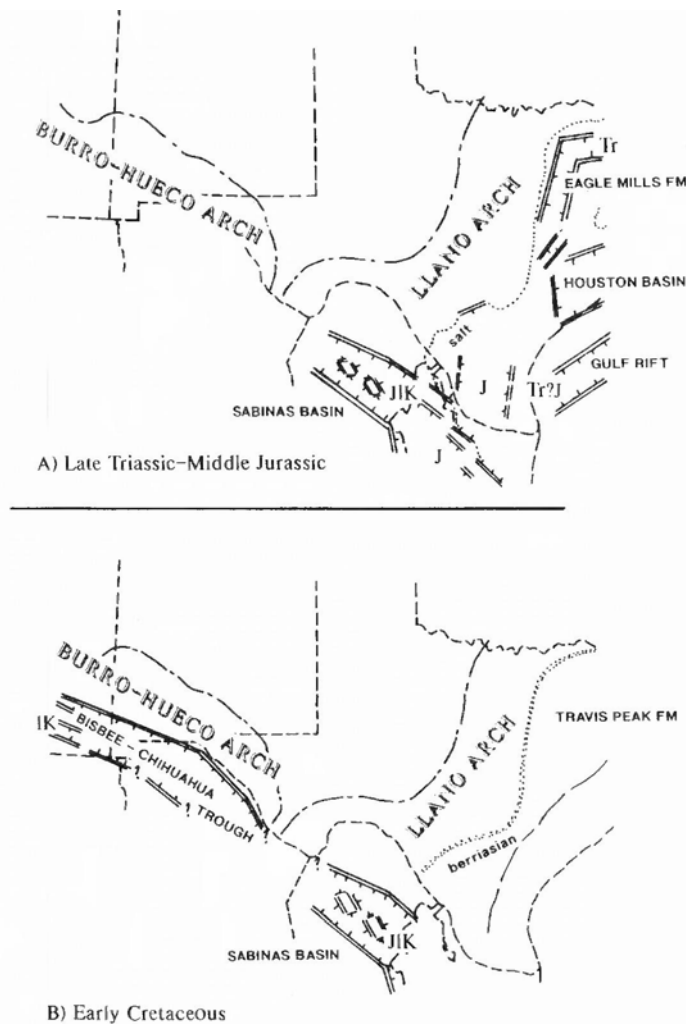 BURRO-HUECO ARCH
LLANO ARCH
Tr
EAGLE MILLS FM
HOUSTON BASIN
GULF RIFT
salt
J
Tr?J
JIK
J
SABINAS BASIN
A) Late Triassic-Middle Jurassic
BURRO-HUECO ARCH
IK
BISBEE - CHIHUAHUA
TROUGH
LLANO ARCH
TRAVIS PEAK FM
berriasian
JIK
SABINAS BASIN
B) Early Cretaceous